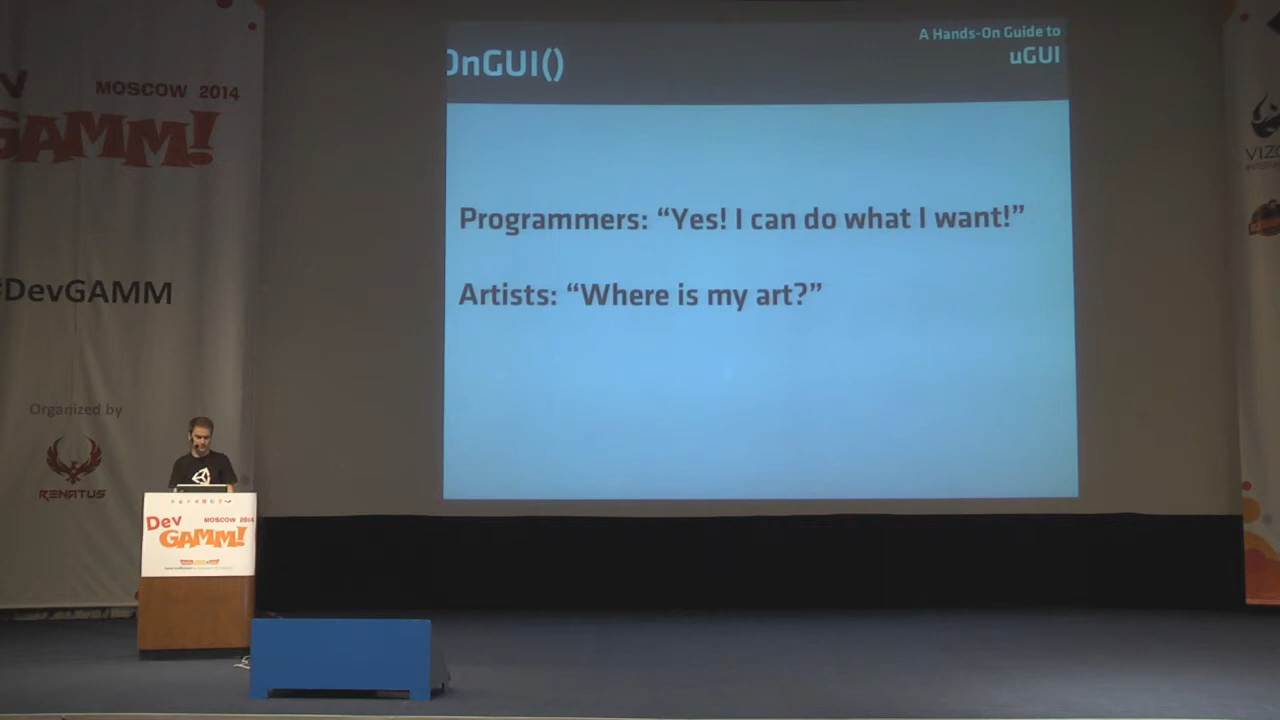 MOSCOW 2014
GAMM!
#DevGAMM
Organized by
RENATUS
OnGUI()
A Hands-On Guide to
uGUI
Programmers: “Yes! I can do what I want!”
Artists: “Where is my art?”
Dev
MOSCOW 2014
GAMM!